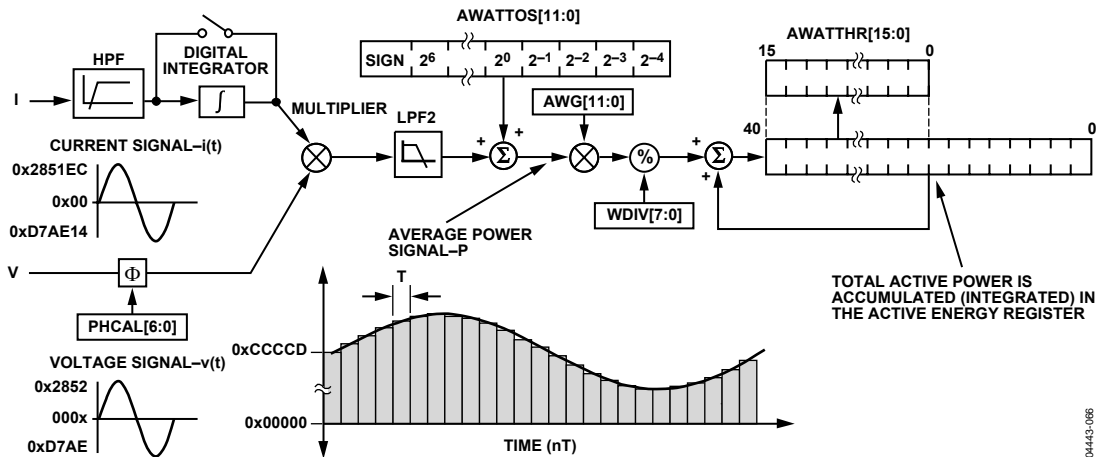 AWATTOS[11:0]
SIGN 2⁶ 2⁰ 2⁻¹ 2⁻² 2⁻³ 2⁻⁴
AWATTHR[15:0]
15 0
HPF
DIGITAL
INTEGRATOR
I
∫
MULTIPLIER
LPF2
AWG[11:0]
+ +
Σ
%
+
Σ
+
40 0
WDIV[7:0]
CURRENT SIGNAL–i(t)
0x2851EC
0x00
0xD7AE14
V
Φ
PHCAL[6:0]
AVERAGE POWER
SIGNAL–P
TOTAL ACTIVE POWER IS
ACCUMULATED (INTEGRATED) IN
THE ACTIVE ENERGY REGISTER
VOLTAGE SIGNAL–v(t)
0x2852
000x
0xD7AE
T
0xCCCCD
0x00000
TIME (nT)
04443-066